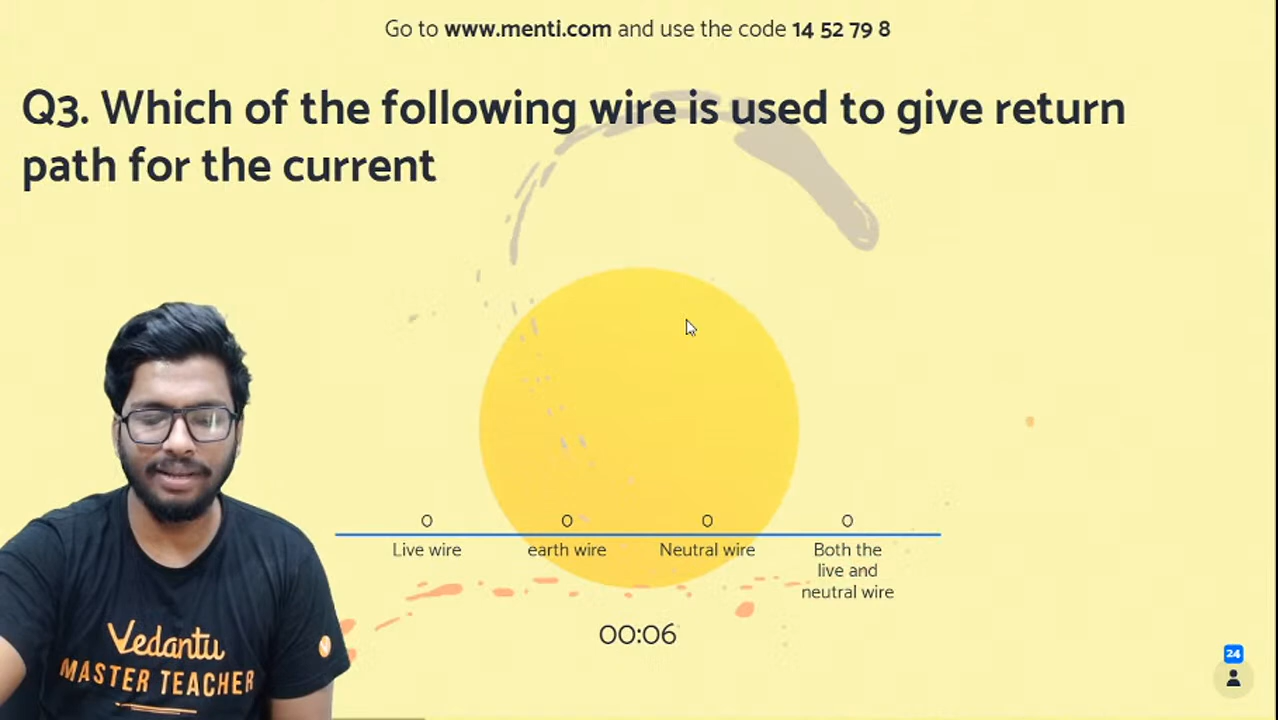 Go to www.menti.com and use the code 14 52 79 8
Q3. Which of the following wire is used to give return
path for the current
0 0 0 0
Live wire earth wire Neutral wire Both the
live and
neutral wire
00:06
24
Vedantu
MASTER TEACHER